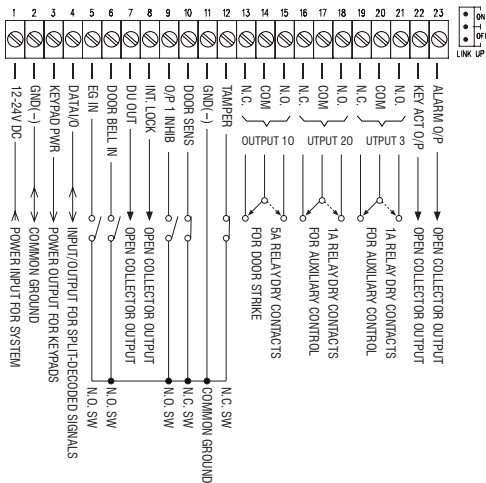 1 2 3 4 5 6 7 8 9 10 11 12 13 14 15 16 17 18 19 20 21 22 23
ON
OFF
LINK UP
12-24V DC
GND(-)
KEYPAD PWR
DATA I/O
EG IN
DOOR BELL IN
DU OUT
INT. LOCK
O/P 1 INHIB
DOOR SENS
GND(-)
TAMPER
N.C.
COM
N.O.
N.C.
COM
N.O.
N.C.
COM
N.O.
KEY ACT O/P
ALARM O/P
OUTPUT 10
UTPUT 20
UTPUT 3
POWER INPUT FOR SYSTEM
COMMON GROUND
POWER OUTPUT FOR KEYPADS
INPUT/OUTPUT FOR SPLIT-DECODED SIGNALS
N.O. SW
N.O. SW
OPEN COLLECTOR OUTPUT
OPEN COLLECTOR OUTPUT
N.O. SW
N.C. SW
COMMON GROUND
N.C. SW
5A RELAY DRY CONTACTS
FOR DOOR STRIKE
1A RELAY DRY CONTACTS
FOR AUXILIARY CONTROL
1A RELAY DRY CONTACTS
FOR AUXILIARY CONTROL
OPEN COLLECTOR OUTPUT
OPEN COLLECTOR OUTPUT